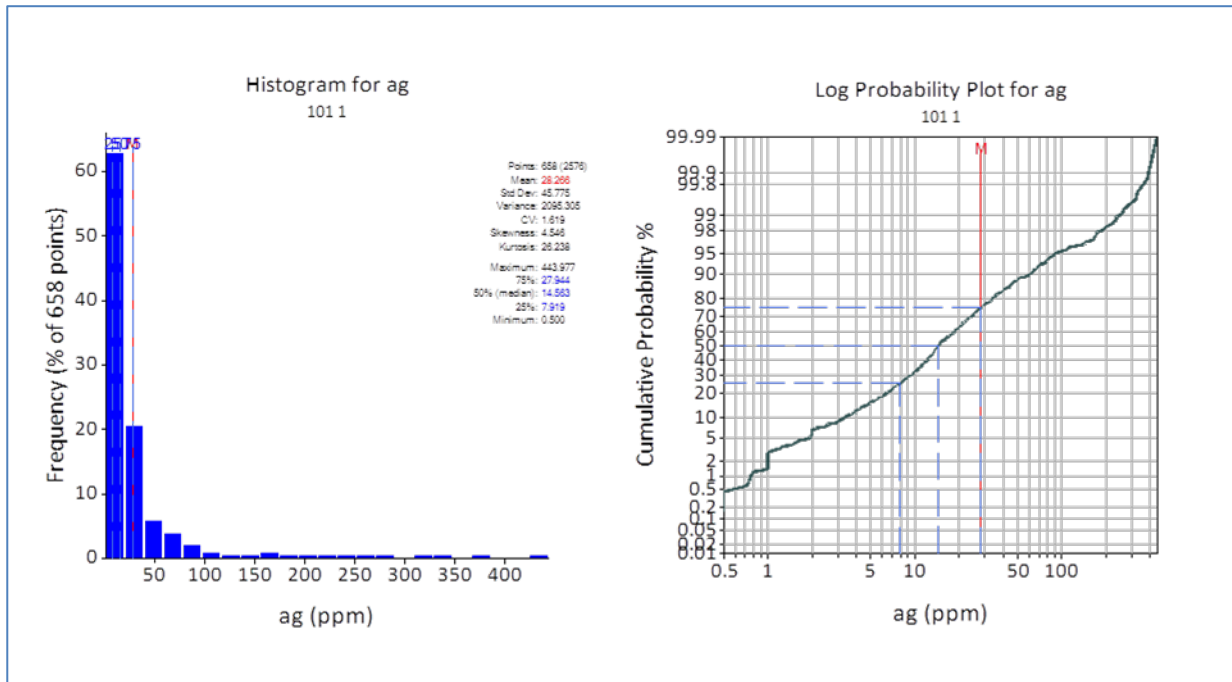 Histogram for ag
101 1
Frequency (% of 658 points)
60
50
40
30
20
10
0
50
100
150
200
250
300
350
400
ag (ppm)
M
Points: 658 (2576)
Mean: 28.266
Std Dev: 45.775
Variance: 2095.305
CV: 1.619
Skewness: 4.546
Kurtosis: 26.238
Maximum: 443.977
75%: 27.944
50% (median): 14.563
25%: 7.919
Minimum: 0.500
Log Probability Plot for ag
101 1
M
Cumulative Probability %
99.99
99.9
99.8
99
98
95
90
80
70
60
50
40
30
20
10
5
2
1
0.5
0.2
0.1
0.05
0.02
0.01
0.5
1
5
10
50
100
ag (ppm)